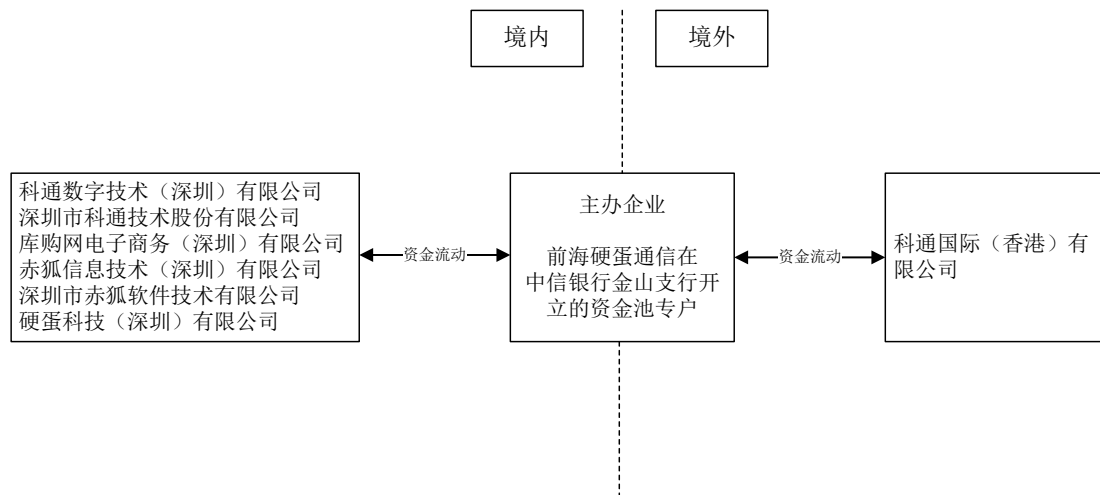 境内
境外
科通数字技术（深圳）有限公司
深圳市科通技术股份有限公司
库购网电子商务（深圳）有限公司
赤狐信息技术（深圳）有限公司
深圳市赤狐软件技术有限公司
硬蛋科技（深圳）有限公司
资金流动
主办企业
前海硬蛋通信在
中信银行金山支行开
立的资金池专户
资金流动
科通国际（香港）有
限公司